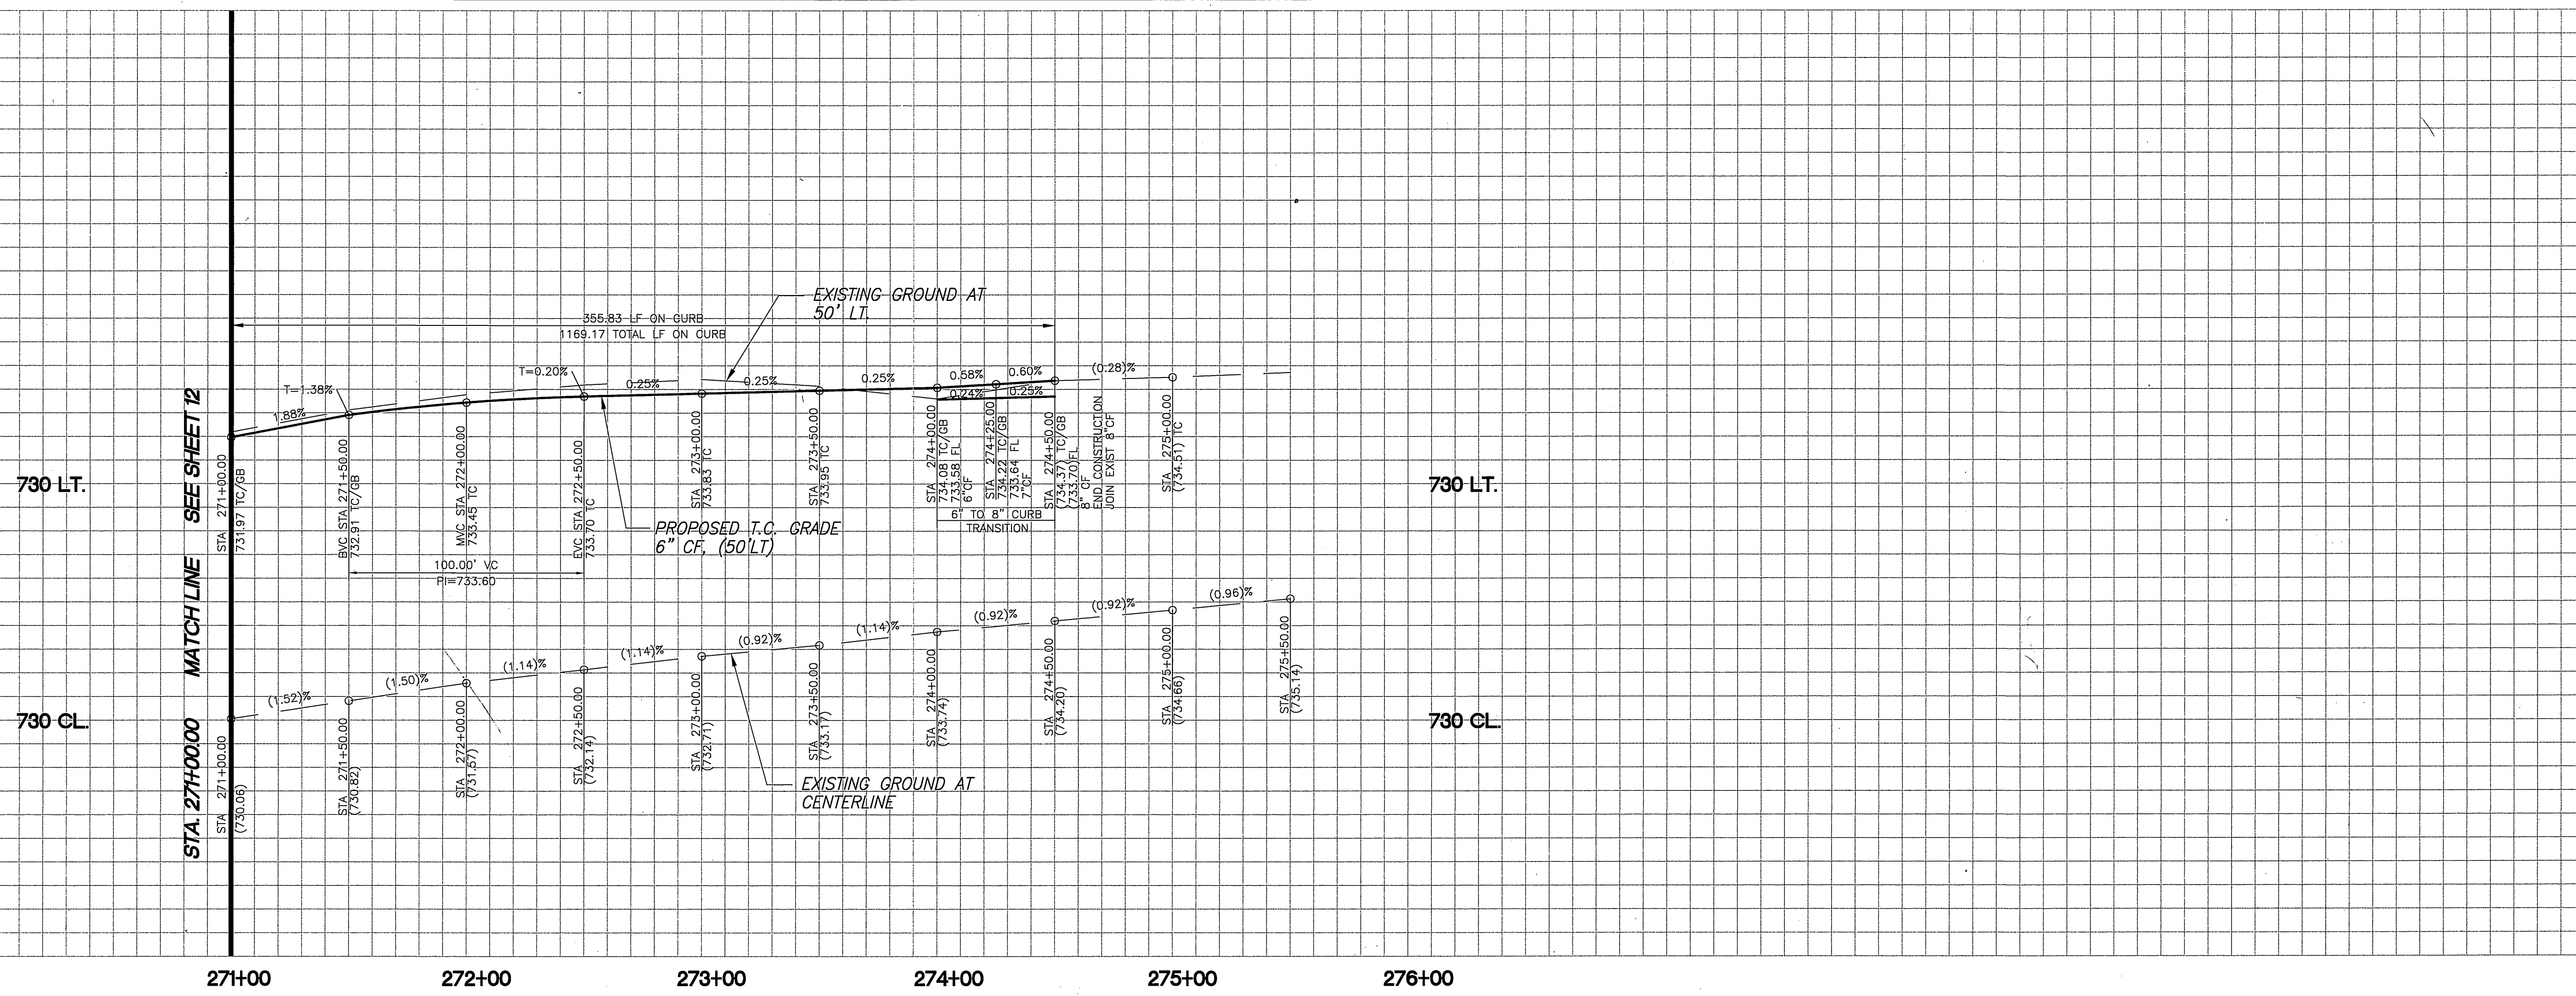 EXISTING GROUND AT
50' LT.
355.83 LF ON CURB
1169.17 TOTAL LF ON CURB
T=1.38%
1.88%
T=0.20%
0.25%
0.25%
0.25%
0.58%
0.60%
0.24%
0.25%
(0.28)%
STA. 271+00.00 MATCH LINE SEE SHEET 12
730 LT.
730 LT.
STA 271+00.00
731.97 TC/GB
BVC STA 271+50.00
732.91 TC/GB
MVC STA 272+00.00
733.45 TC
EVC STA 272+50.00
733.70 TC
STA 273+00.00
733.83 TC
STA 273+50.00
733.95 TC
STA 274+00.00
734.08 TC/GB
733.58 FL
6"CF
STA 274+25.00
734.22 TC/GB
733.64 FL
7"CF
STA 274+50.00
(734.37) TC/GB
(733.70)FL
8" CF
END CONSTRUCTION
JOIN EXIST 8"CF
STA 275+00.00
(734.51) TC
6" TO 8" CURB
TRANSITION
PROPOSED T.C. GRADE
6" CF, (50'LT)
100.00' VC
PI=733.60
(1.52)%
(1.50)%
(1.14)%
(1.14)%
(0.92)%
(1.14)%
(0.92)%
(0.92)%
(0.96)%
730 CL.
730 CL.
STA 271+00.00
(730.06)
STA 271+50.00
(730.82)
STA 272+00.00
(731.57)
STA 272+50.00
(732.14)
STA 273+00.00
(732.71)
STA 273+50.00
(733.17)
STA 274+00.00
(733.74)
STA 274+50.00
(734.20)
STA 275+00.00
(734.66)
STA 275+50.00
(735.14)
EXISTING GROUND AT
CENTERLINE
271+00
272+00
273+00
274+00
275+00
276+00